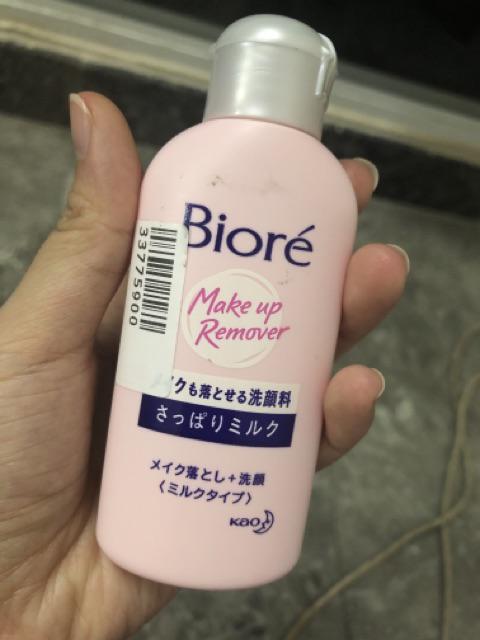 Bioré
33775900
Make up
Remover
イクも落とせる洗顔料
さっぱりミルク
メイク落とし+洗顔
〈ミルクタイプ〉
Kao